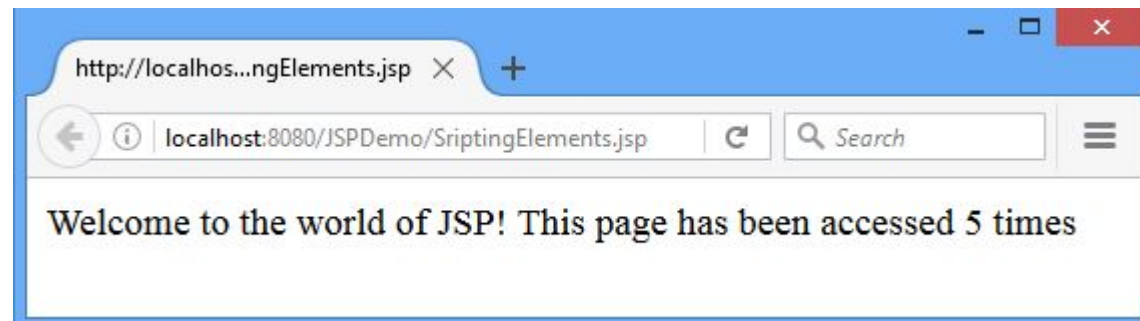 http://localhos...ngElements.jsp
localhost:8080/JSPDemo/SriptingElements.jsp
Search
Welcome to the world of JSP! This page has been accessed 5 times